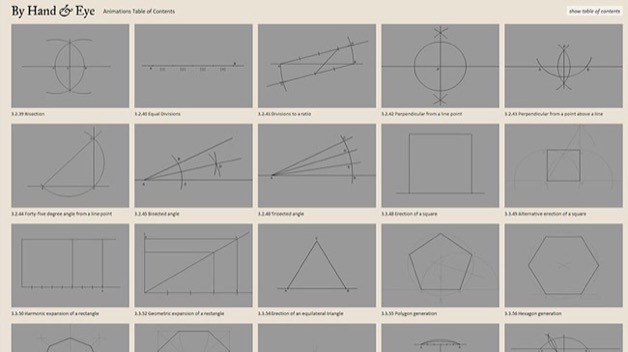 By Hand & Eye
Animations Table of Contents
show table of contents
3.2.39 Bisection
3.2.40 Equal Divisions
3.2.41 Divisions to a ratio
3.2.42 Perpendicular from a line point
3.2.43 Perpendicular from a point above a line
3.2.44 Forty-five degree angle from a line point
3.2.45 Bisected angle
3.2.46 Trisected angle
3.3.48 Erection of a square
3.3.49 Alternative erection of a square
3.3.50 Harmonic expansion of a rectangle
3.3.52 Geometric expansion of a rectangle
3.3.54 Erection of an equilateral triangle
3.3.55 Polygon generation
3.3.56 Hexagon generation